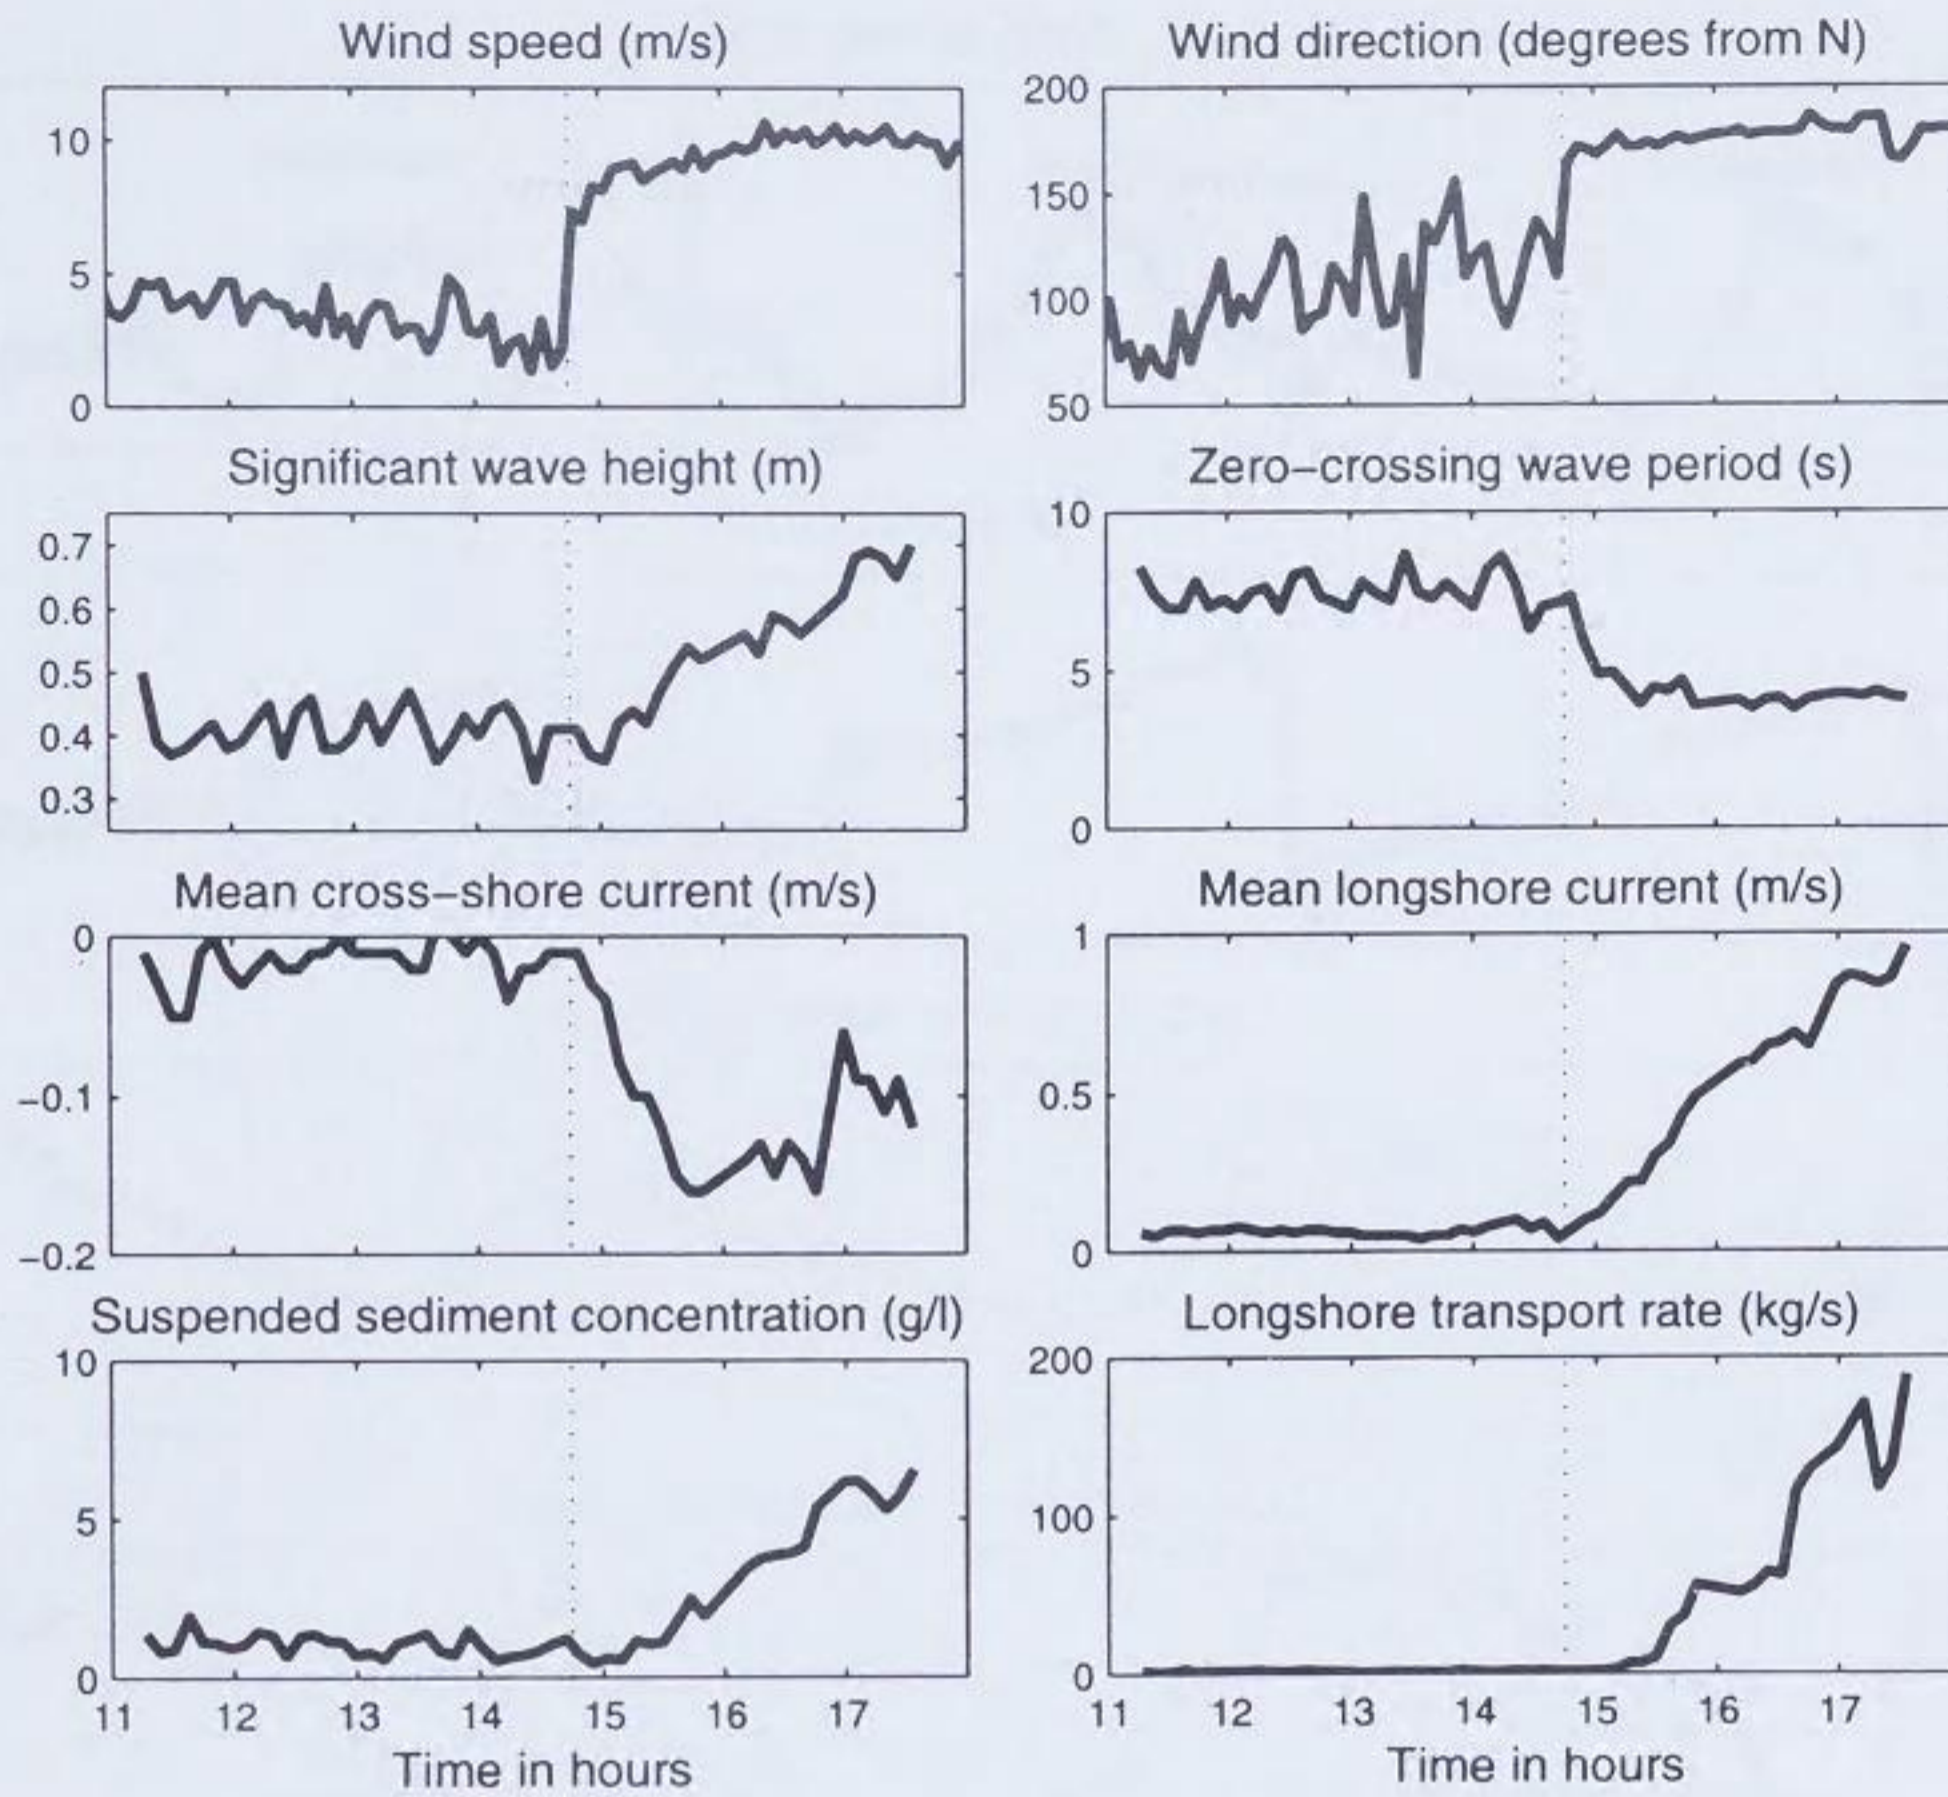 Wind speed (m/s)
10
5
0
Wind direction (degrees from N)
200
150
100
50
Significant wave height (m)
0.7
0.6
0.5
0.4
0.3
Zero–crossing wave period (s)
10
5
0
Mean cross–shore current (m/s)
0
–0.1
–0.2
Mean longshore current (m/s)
1
0.5
0
Suspended sediment concentration (g/l)
10
5
0
11 12 13 14 15 16 17
Time in hours
Longshore transport rate (kg/s)
200
100
0
11 12 13 14 15 16 17
Time in hours